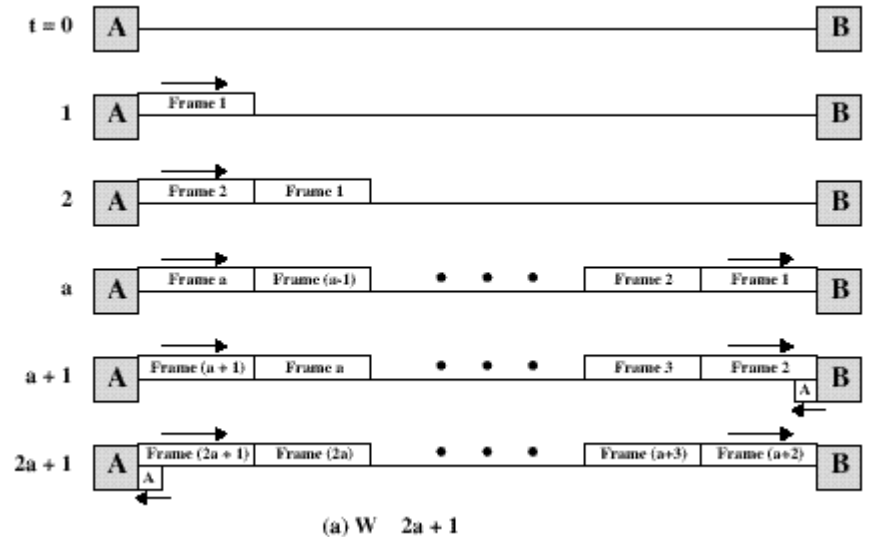 t = 0 A B
1 A Frame 1 B
2 A Frame 2 Frame 1 B
a A Frame a Frame (a-1) • • • Frame 2 Frame 1 B
a + 1 A Frame (a + 1) Frame a • • • Frame 3 Frame 2 B
A
2a + 1 A Frame (2a + 1) Frame (2a) • • • Frame (a+3) Frame (a+2) B
A
(a) W 2a + 1